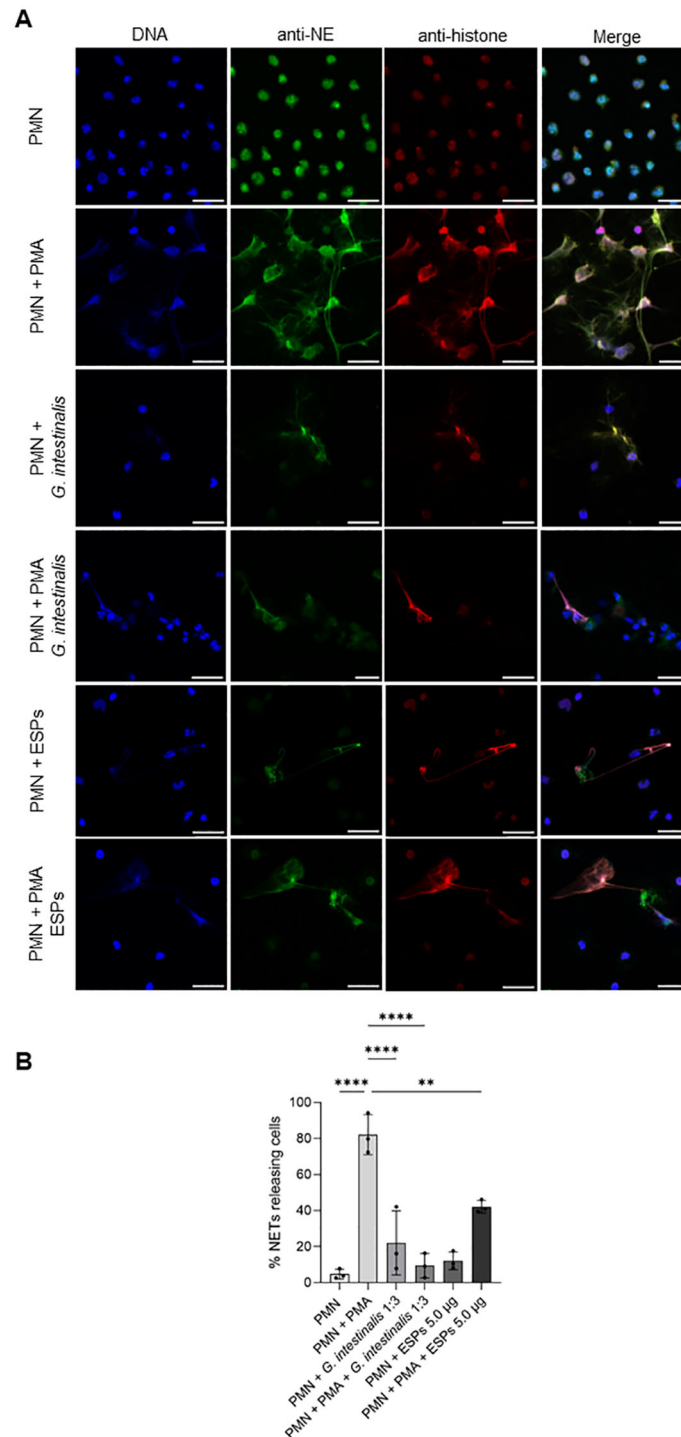 A
DNA anti-NE anti-histone Merge
PMN
PMN + PMA
PMN +
G. intestinalis
PMN + PMA
G. intestinalis
PMN + ESPs
PMN + PMA
ESPs
B
****
****
**** **
% NETs releasing cells
100
80
60
40
20
0
PMN
PMN + PMA
PMN + G. intestinalis 1:3
PMN + PMA + G. intestinalis 1:3
PMN + ESPs 5.0 µg
PMN + PMA + ESPs 5.0 µg